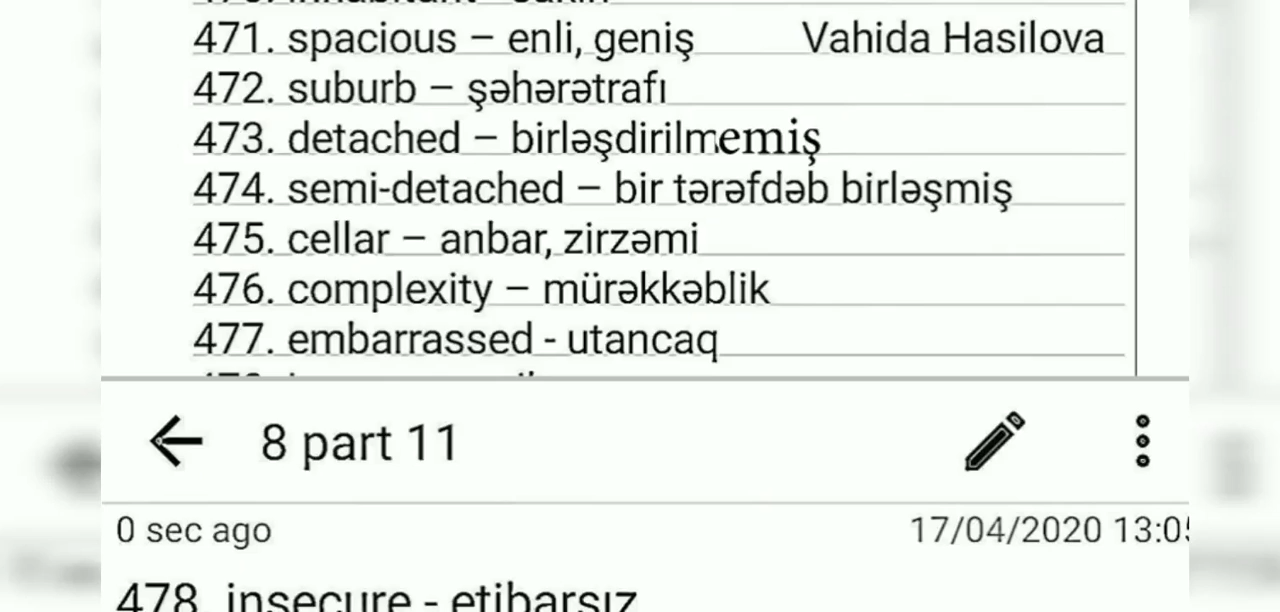 471. spacious – enli, geniş Vahida Hasilova
472. suburb – şəhərətrafı
473. detached – birləşdirilmemiş
474. semi-detached – bir tərəfdəb birləşmiş
475. cellar – anbar, zirzəmi
476. complexity – mürəkkəblik
477. embarrassed - utancaq
8 part 11
0 sec ago 17/04/2020 13:05
478. insecure - etibarsız